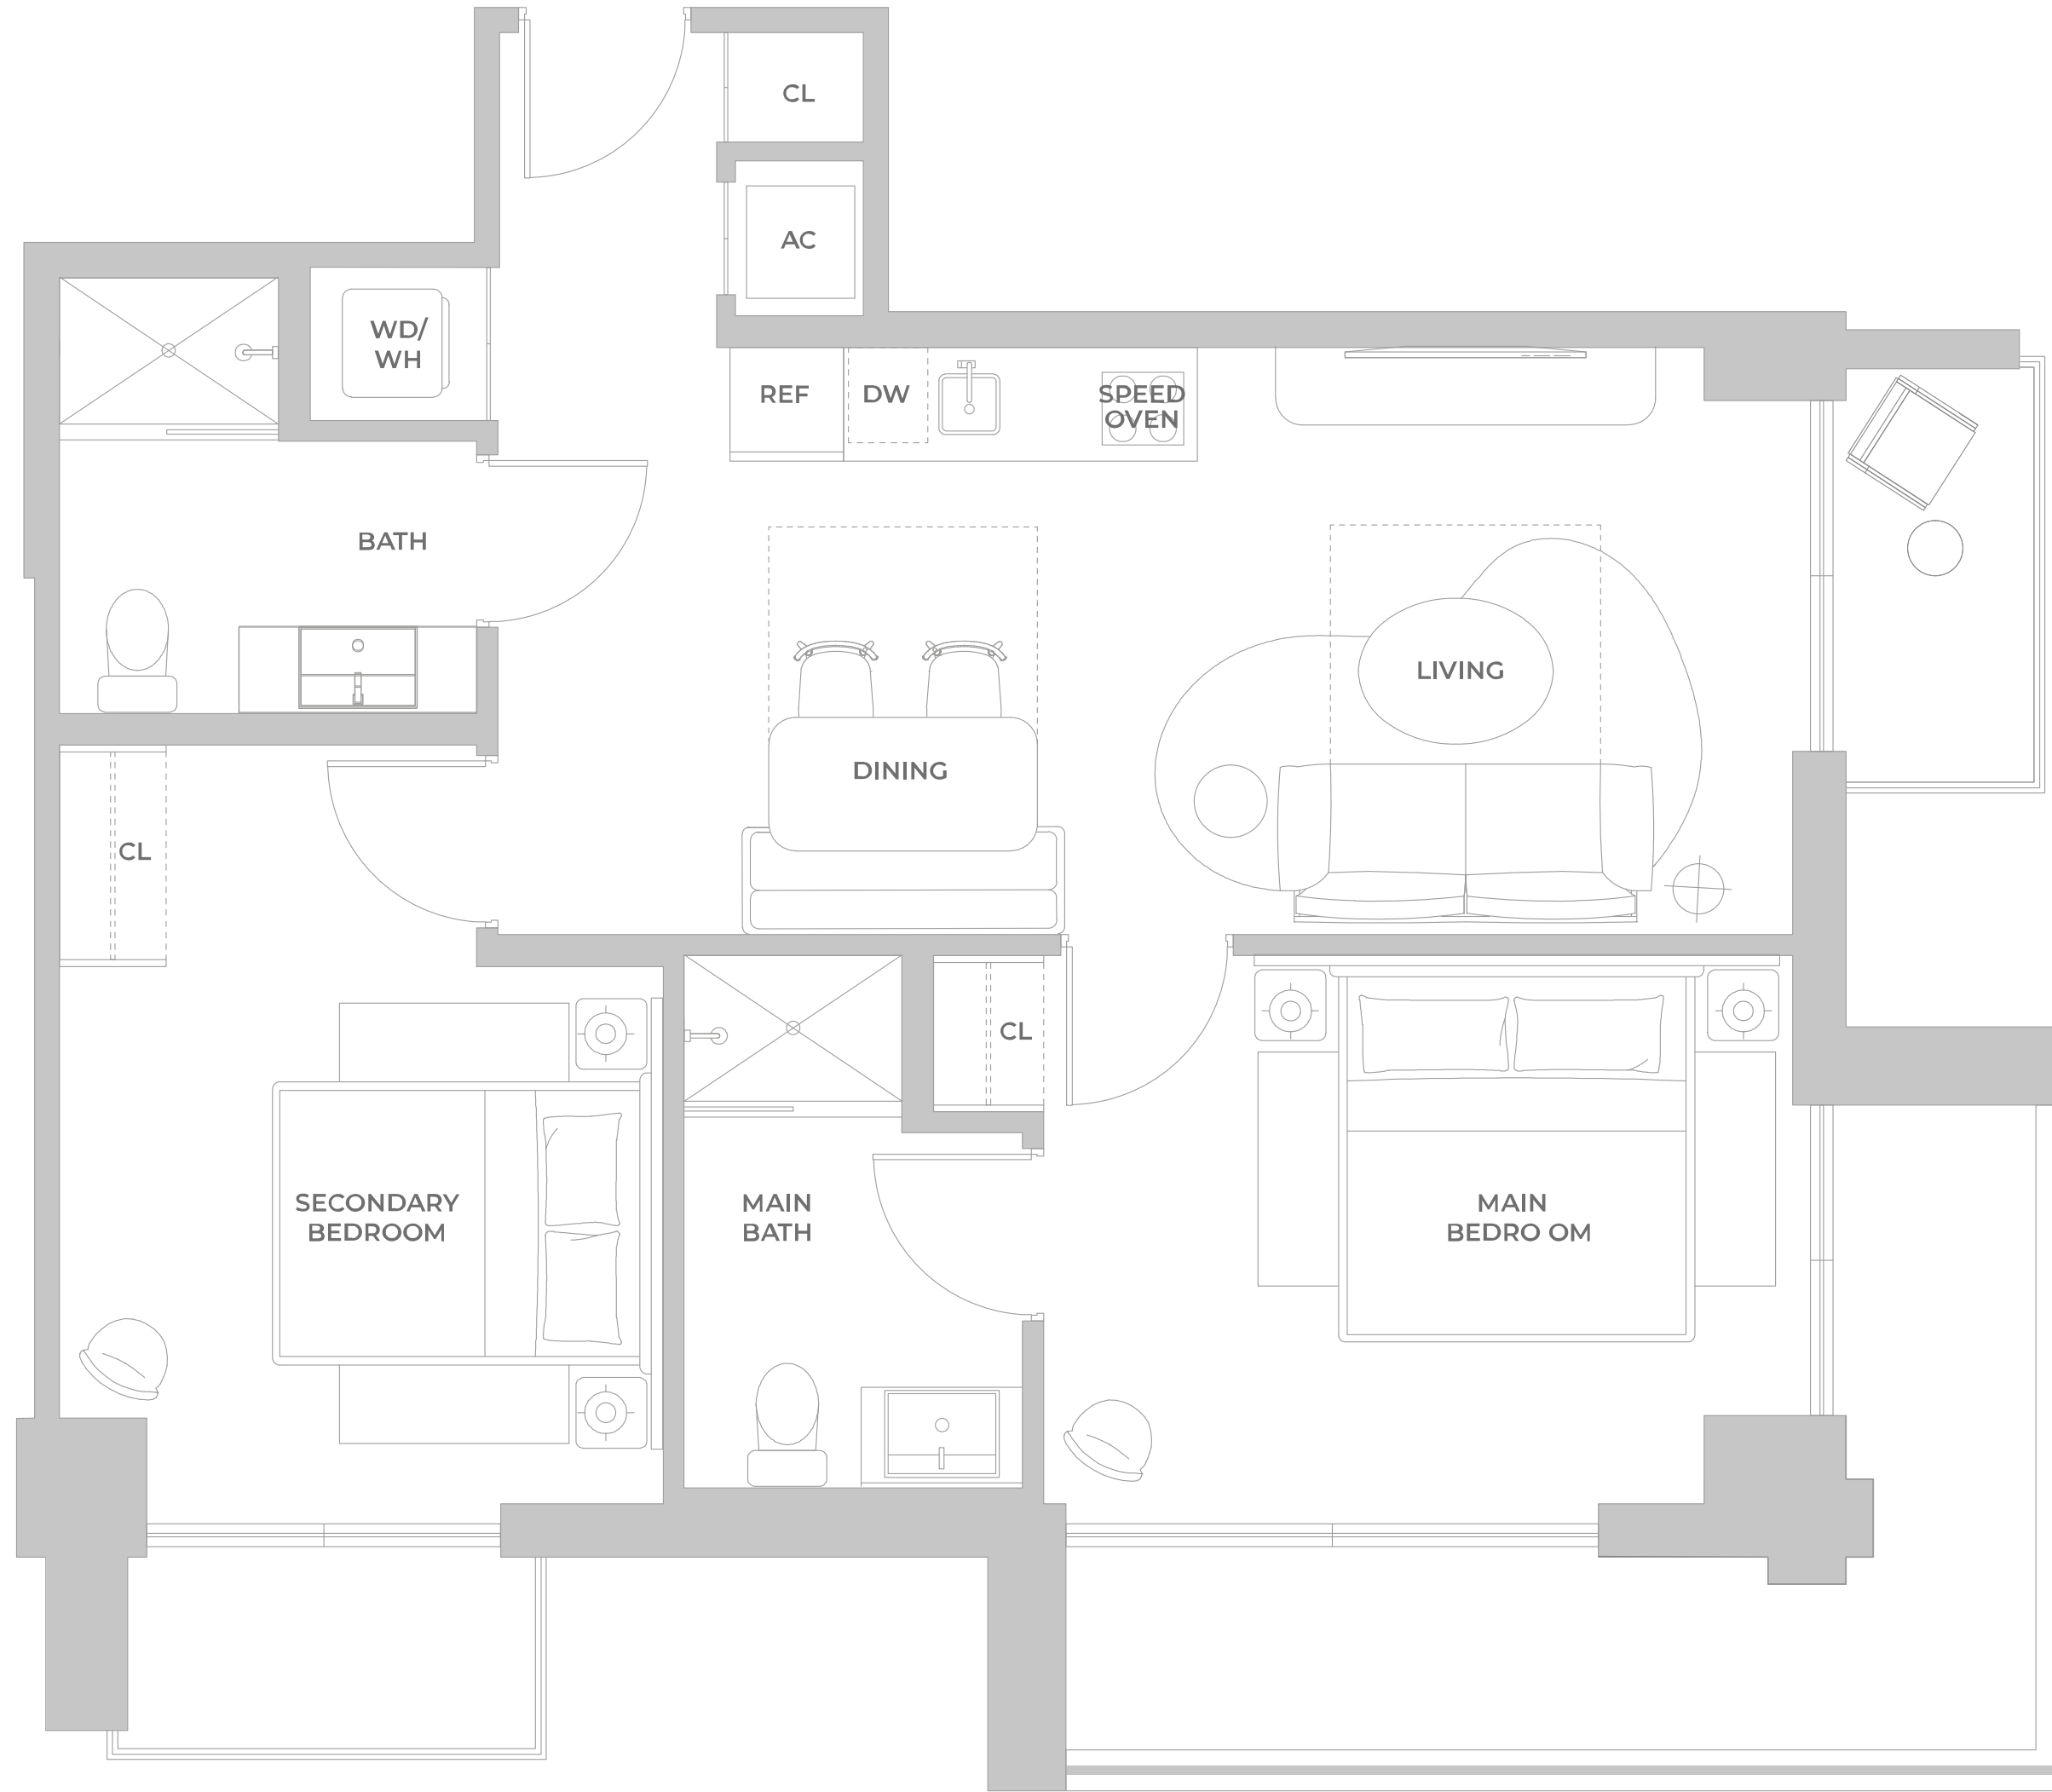 CL
AC
WD/
WH
REF
DW
SPEED
OVEN
BATH
LIVING
DINING
CL
CL
SECONDARY
BEDROOM
MAIN
BATH
MAIN
BEDRO OM